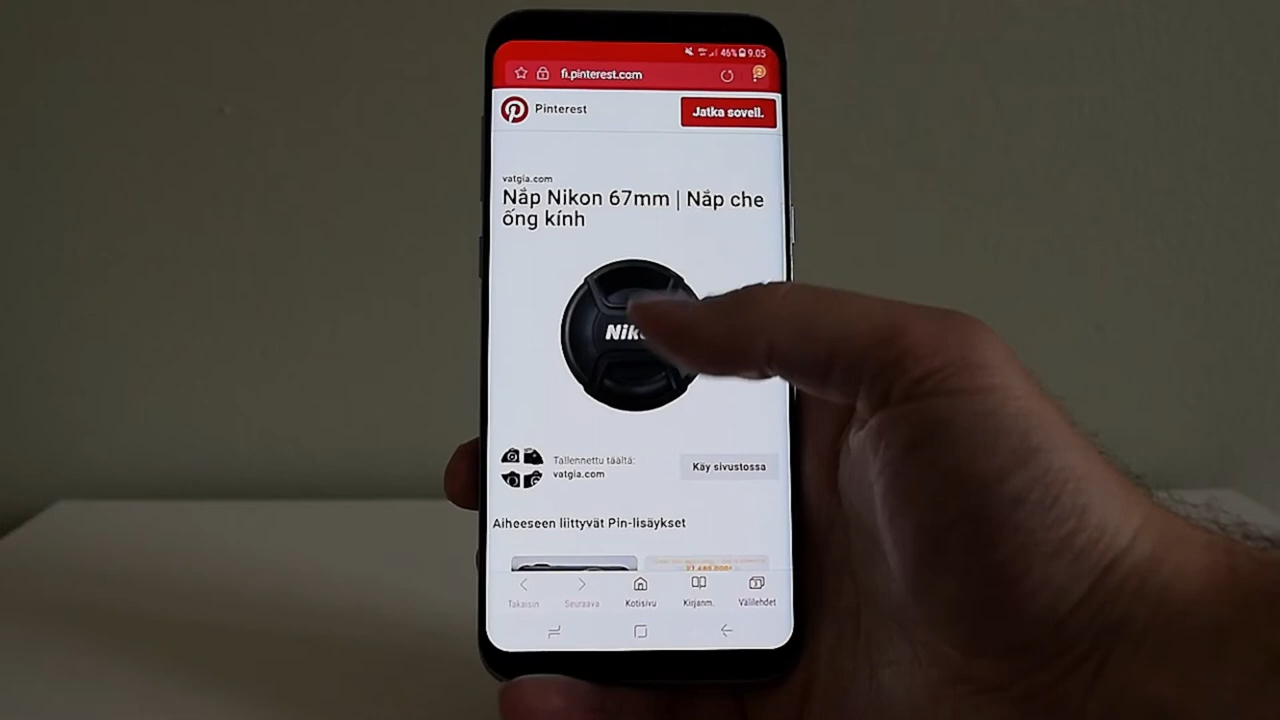 46% 9.05
fi.pinterest.com
2
Pinterest
Jatka sovell.
vatgia.com
Nắp Nikon 67mm | Nắp che
ống kính
Tallennettu täältä:
vatgia.com
Käy sivustossa
Aiheeseen liittyvät Pin-lisäykset
Takaisin Seuraava Kotisivu Kirjanm. Välilehdet